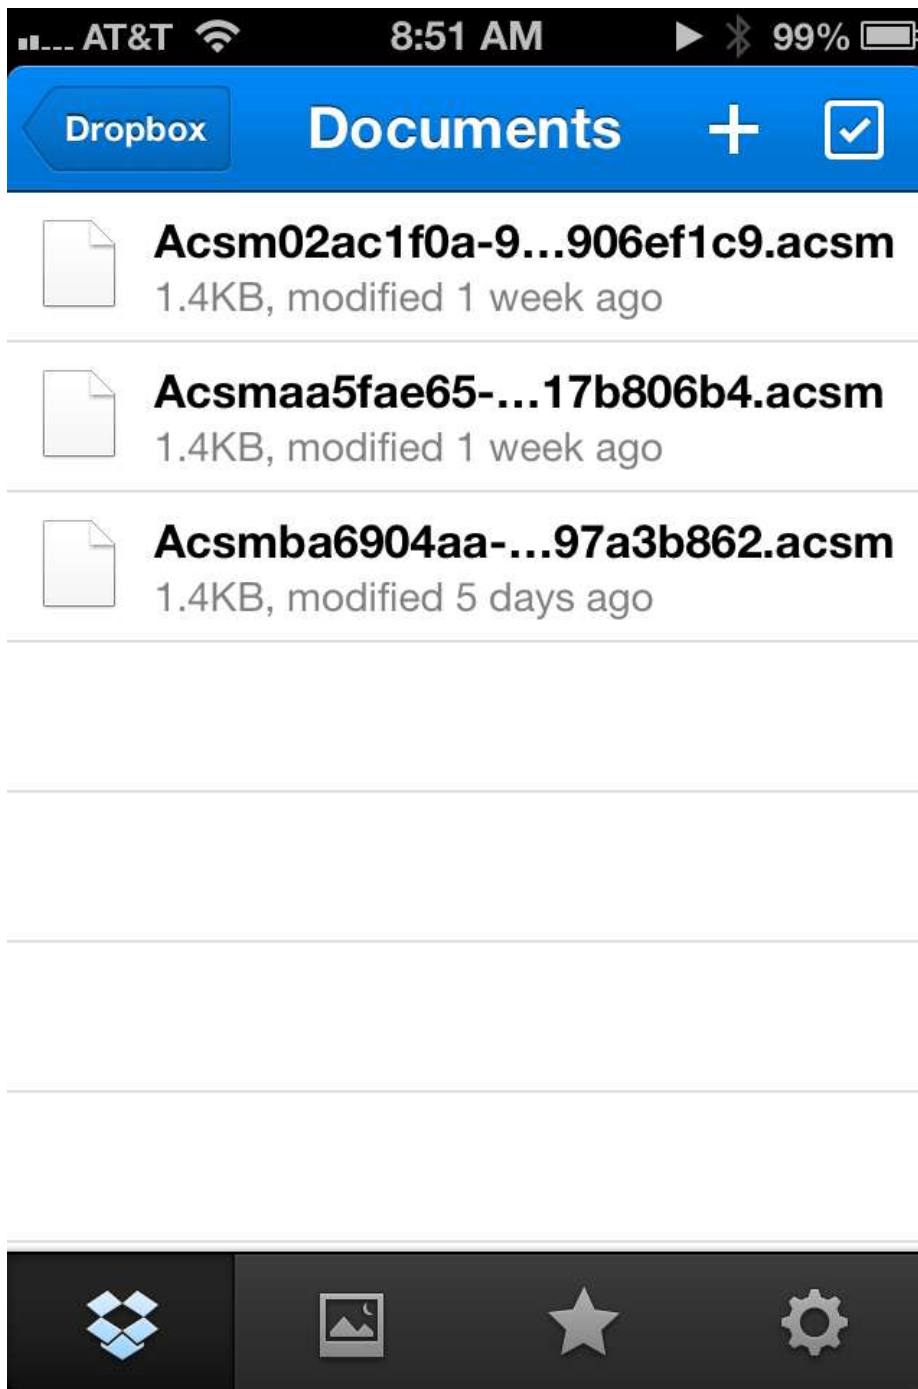 AT&T 8:51 AM 99%
Dropbox Documents
Acsm02ac1f0a-9...906ef1c9.acsm
1.4KB, modified 1 week ago
Acsmaa5fae65-...17b806b4.acsm
1.4KB, modified 1 week ago
Acsmba6904aa-...97a3b862.acsm
1.4KB, modified 5 days ago